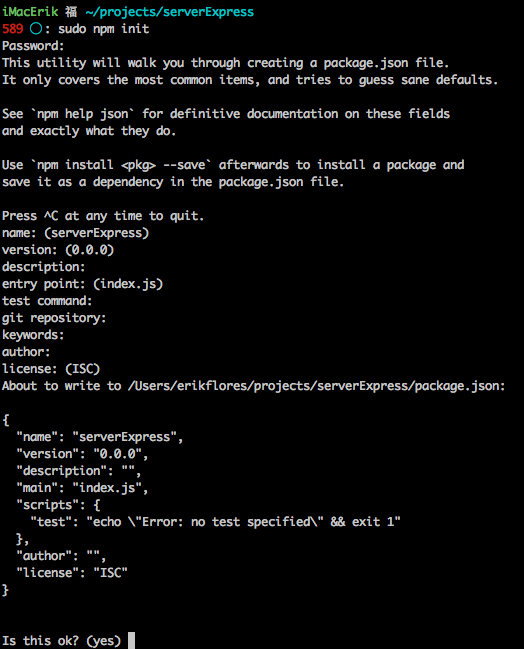 iMacErik 福 ~/projects/serverExpress
589 ○: sudo npm init
Password:
This utility will walk you through creating a package.json file.
It only covers the most common items, and tries to guess sane defaults.
See `npm help json` for definitive documentation on these fields
and exactly what they do.
Use `npm install <pkg> --save` afterwards to install a package and
save it as a dependency in the package.json file.
Press ^C at any time to quit.
name: (serverExpress)
version: (0.0.0)
description:
entry point: (index.js)
test command:
git repository:
keywords:
author:
license: (ISC)
About to write to /Users/erikflores/projects/serverExpress/package.json:
{
  "name": "serverExpress",
  "version": "0.0.0",
  "description": "",
  "main": "index.js",
  "scripts": {
    "test": "echo \"Error: no test specified\" && exit 1"
  },
  "author": "",
  "license": "ISC"
}
Is this ok? (yes)